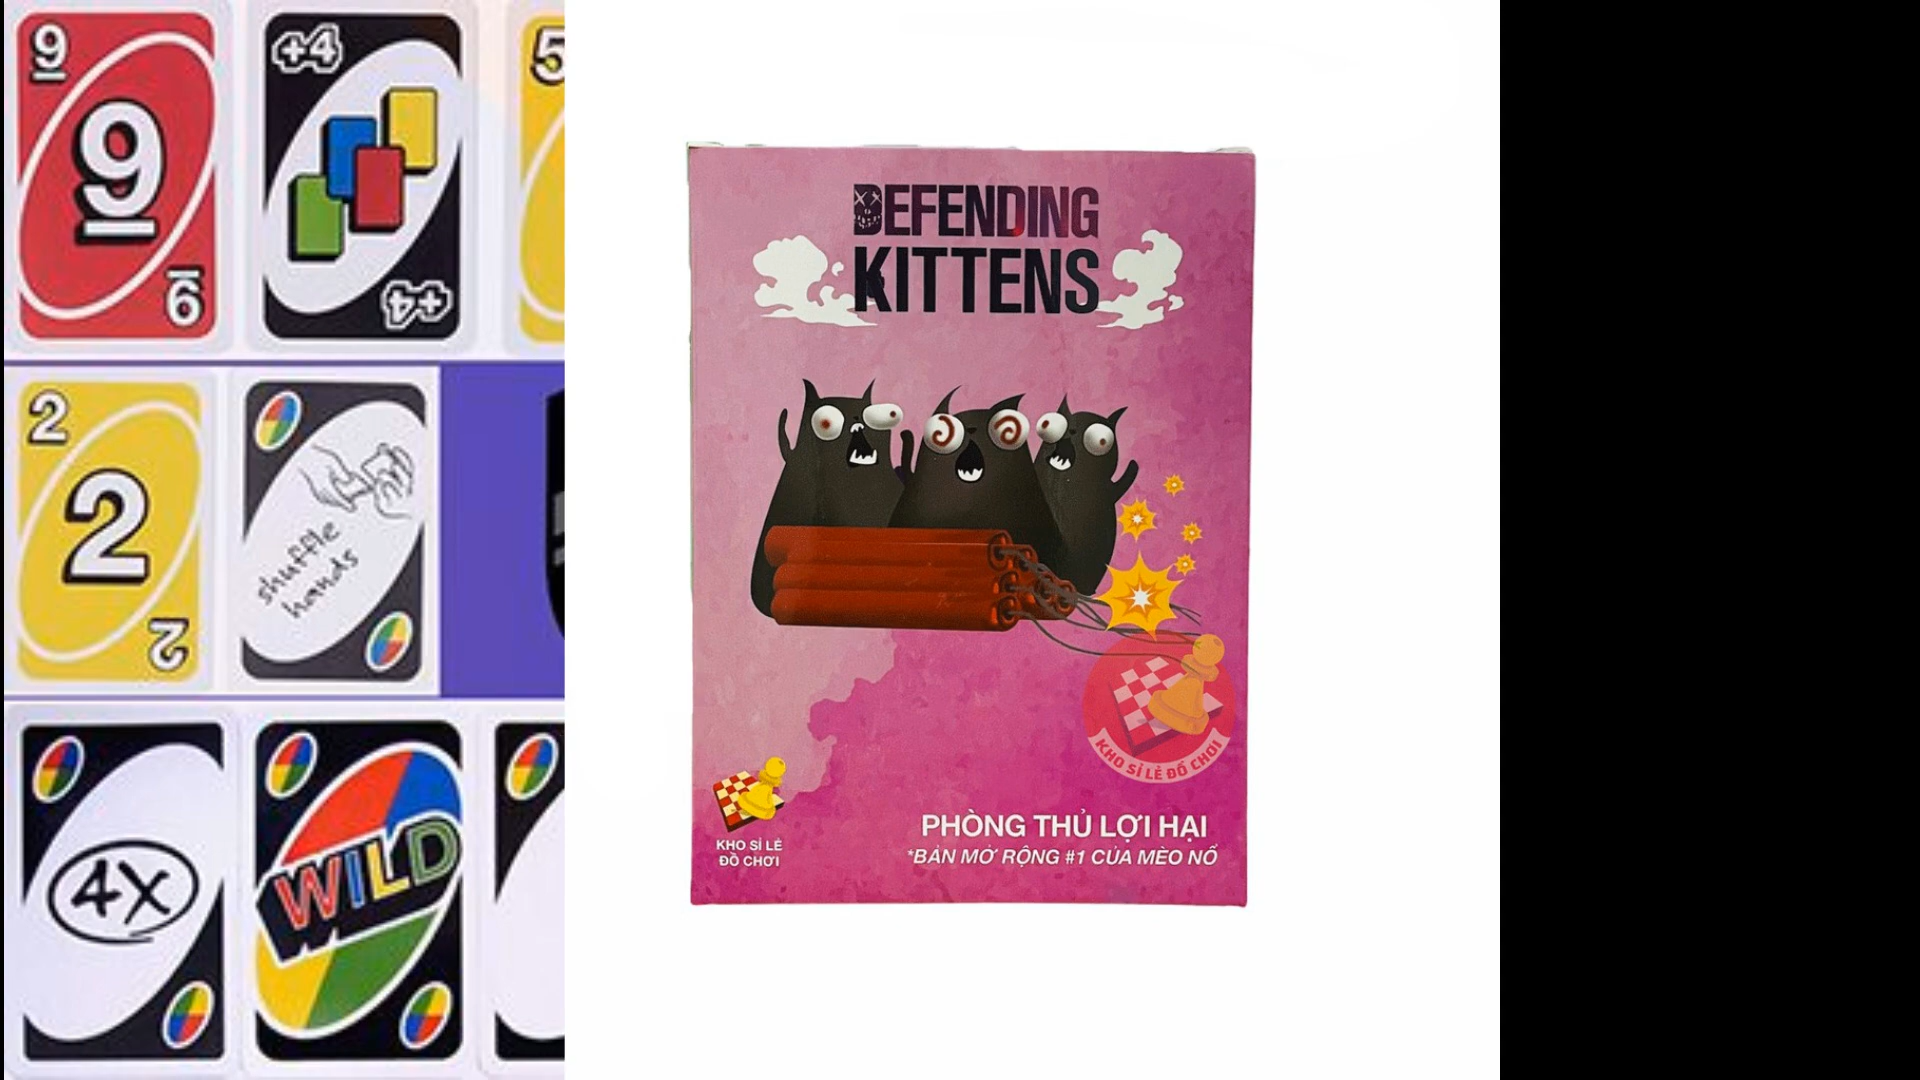 9
9
9
+4
+4
5
2
2
2
shuffle
hands
4X
WILD
DEFENDING
KITTENS
KHO SỈ LẺ ĐỒ CHƠI
KHO SỈ LẺ
ĐỒ CHƠI
PHÒNG THỦ LỢI HẠI
*BẢN MỞ RỘNG #1 CỦA MÈO NỔ